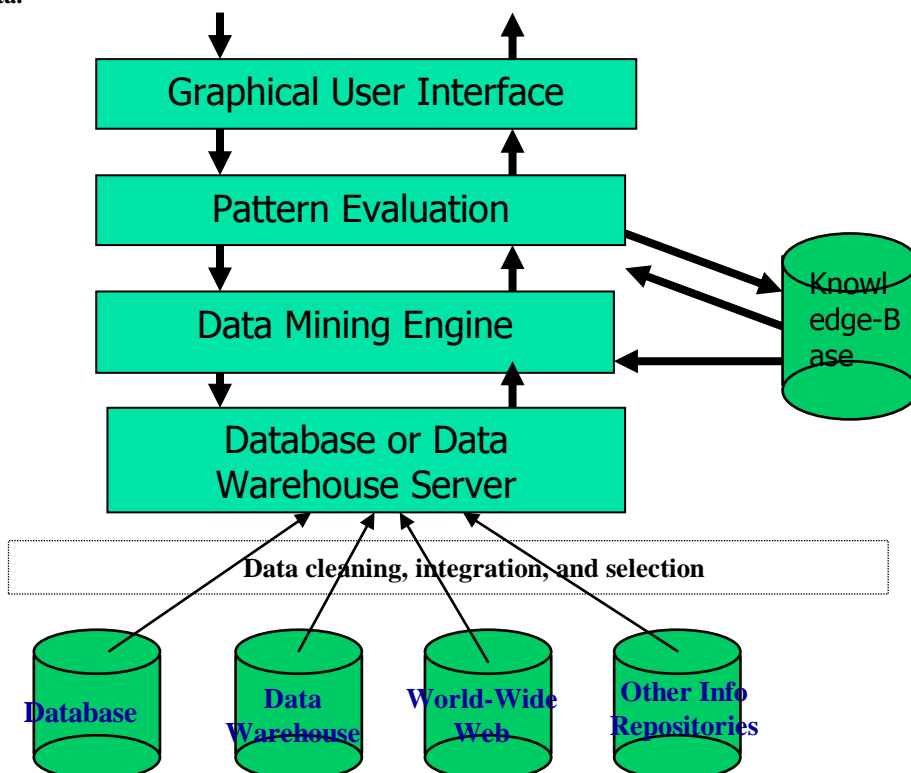 Graphical User Interface
Pattern Evaluation
Knowl
edge-B
ase
Data Mining Engine
Database or Data
Warehouse Server
Data cleaning, integration, and selection
Database
Data
Warehouse
World-Wide
Web
Other Info
Repositories